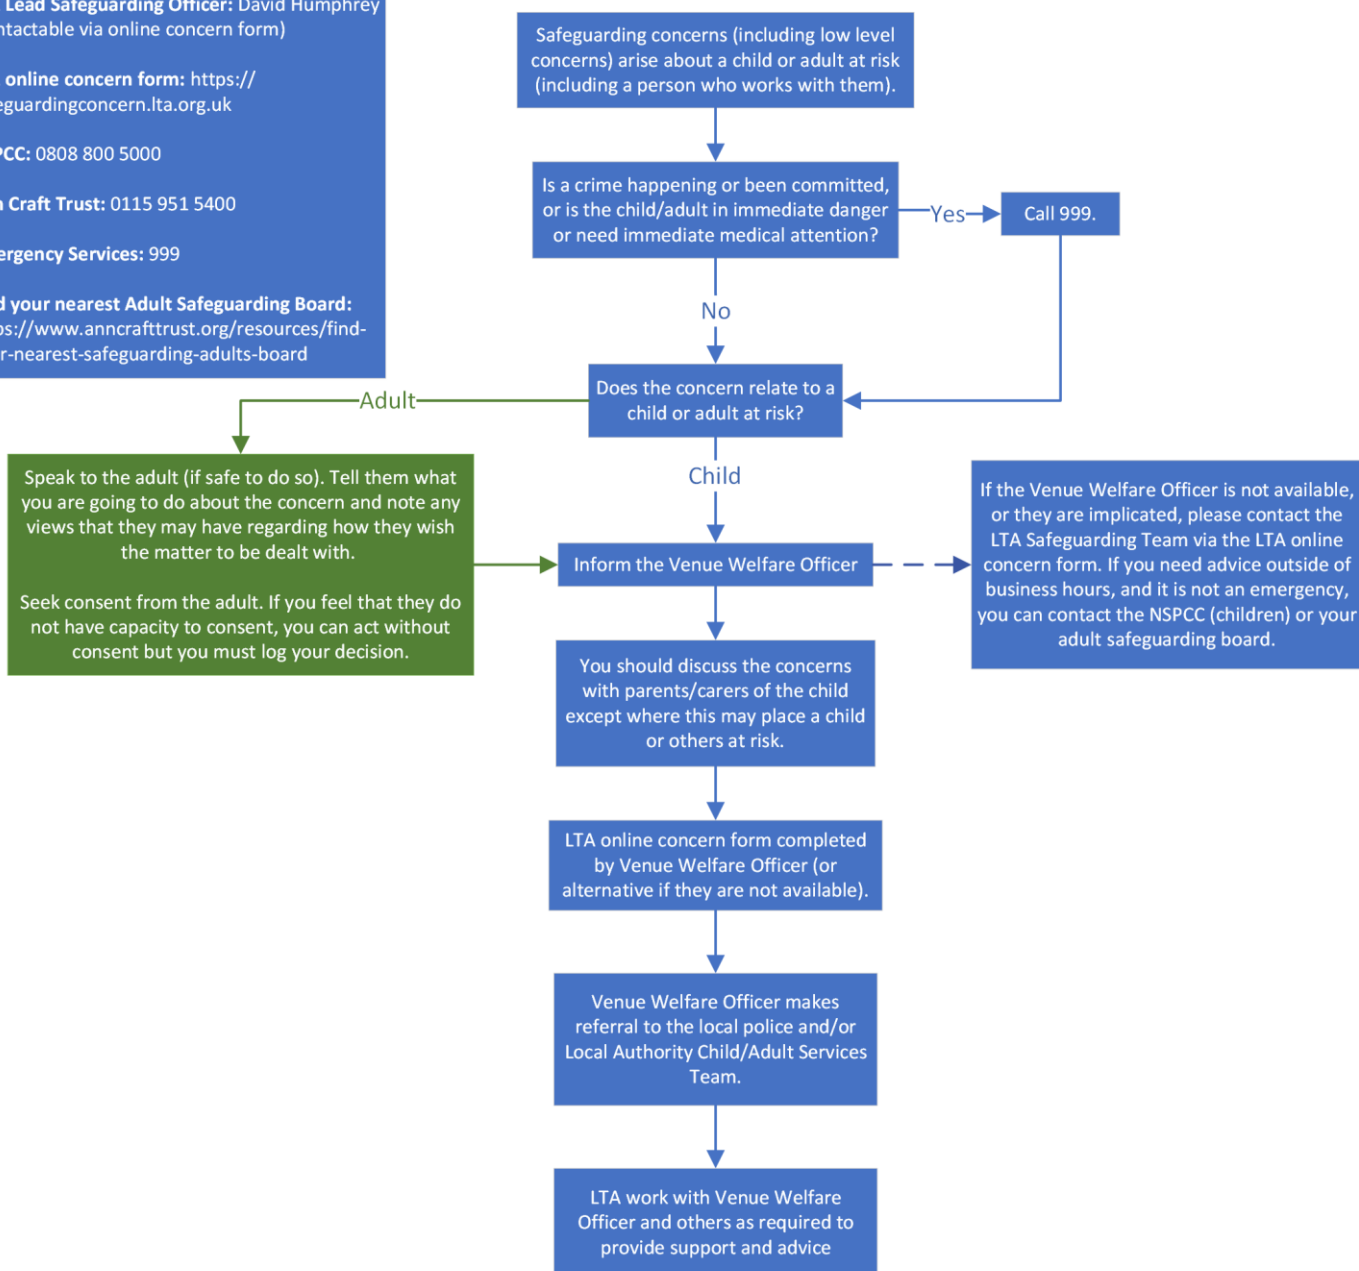 Lead Safeguarding Officer: David Humphrey
via online concern form)
online concern form: https://
eguardingconcern.lta.org.uk
PCC: 0808 800 5000
Craft Trust: 0115 951 5400
ergency Services: 999
your nearest Adult Safeguarding Board:
ps://www.anncrafttrust.org/resources/find-
r-nearest-safeguarding-adults-board
Safeguarding concerns (including low level
concerns) arise about a child or adult at risk
(including a person who works with them).
Is a crime happening or been committed,
or is the child/adult in immediate danger
or need immediate medical attention?
Yes
Call 999.
No
Does the concern relate to a
child or adult at risk?
Adult
Speak to the adult (if safe to do so). Tell them what
you are going to do about the concern and note any
views that they may have regarding how they wish
the matter to be dealt with.
Seek consent from the adult. If you feel that they do
not have capacity to consent, you can act without
consent but you must log your decision.
Child
Inform the Venue Welfare Officer
If the Venue Welfare Officer is not available,
or they are implicated, please contact the
LTA Safeguarding Team via the LTA online
concern form. If you need advice outside of
business hours, and it is not an emergency,
you can contact the NSPCC (children) or your
adult safeguarding board.
You should discuss the concerns
with parents/carers of the child
except where this may place a child
or others at risk.
LTA online concern form completed
by Venue Welfare Officer (or
alternative if they are not available).
Venue Welfare Officer makes
referral to the local police and/or
Local Authority Child/Adult Services
Team.
LTA work with Venue Welfare
Officer and others as required to
provide support and advice